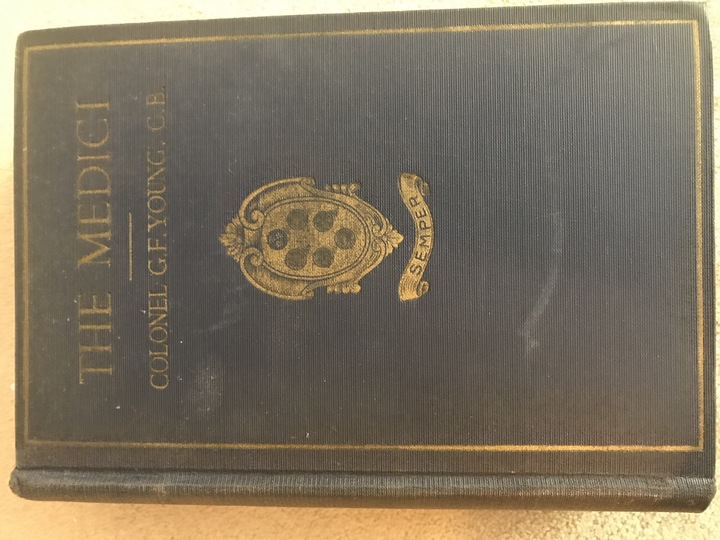 THE MEDICI
COLONEL G.F. YOUNG, C.B.
SEMPER